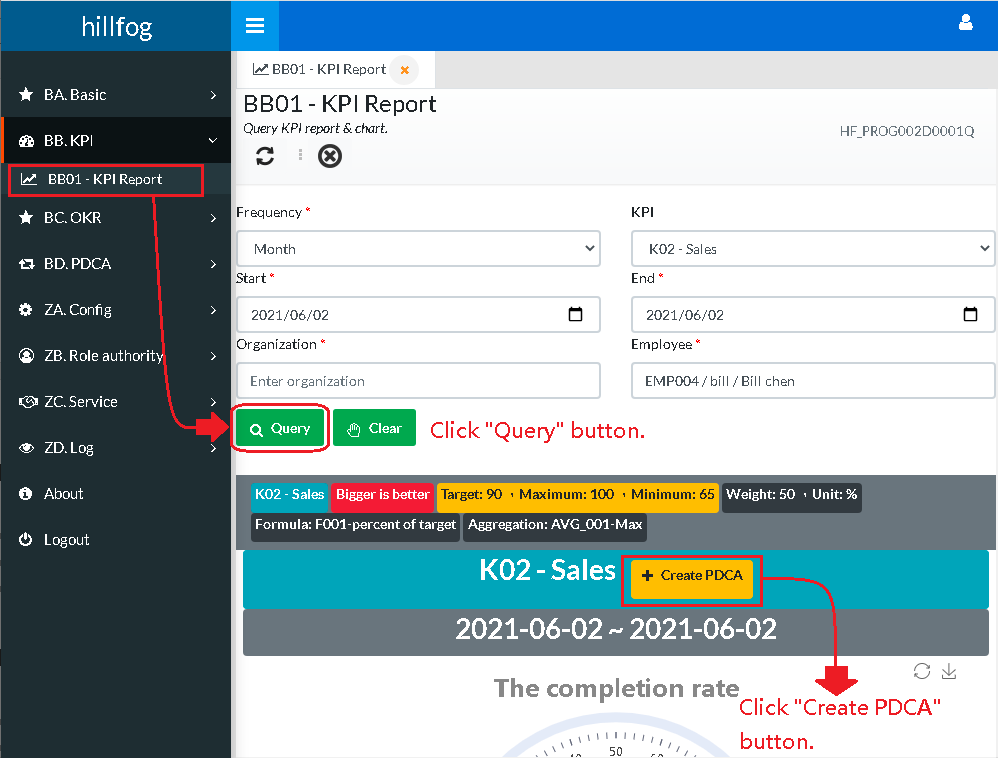 hillfog
BA. Basic
BB. KPI
BB01 - KPI Report
BC. OKR
BD. PDCA
ZA. Config
ZB. Role authority
ZC. Service
ZD. Log
About
Logout
BB01 - KPI Report
BB01 - KPI Report
Query KPI report & chart.
HF_PROG002D0001Q
Frequency *
KPI
Month
K02 - Sales
Start *
End *
2021/06/02
2021/06/02
Organization *
Employee *
Enter organization
EMP004 / bill / Bill chen
Query
Clear
Click "Query" button.
K02 - Sales
Bigger is better
Target: 90 ，Maximum: 100 ，Minimum: 65
Weight: 50 ，Unit: %
Formula: F001-percent of target
Aggregation: AVG_001-Max
K02 - Sales
+ Create PDCA
2021-06-02 ~ 2021-06-02
The completion rate
Click "Create PDCA"
button.
50